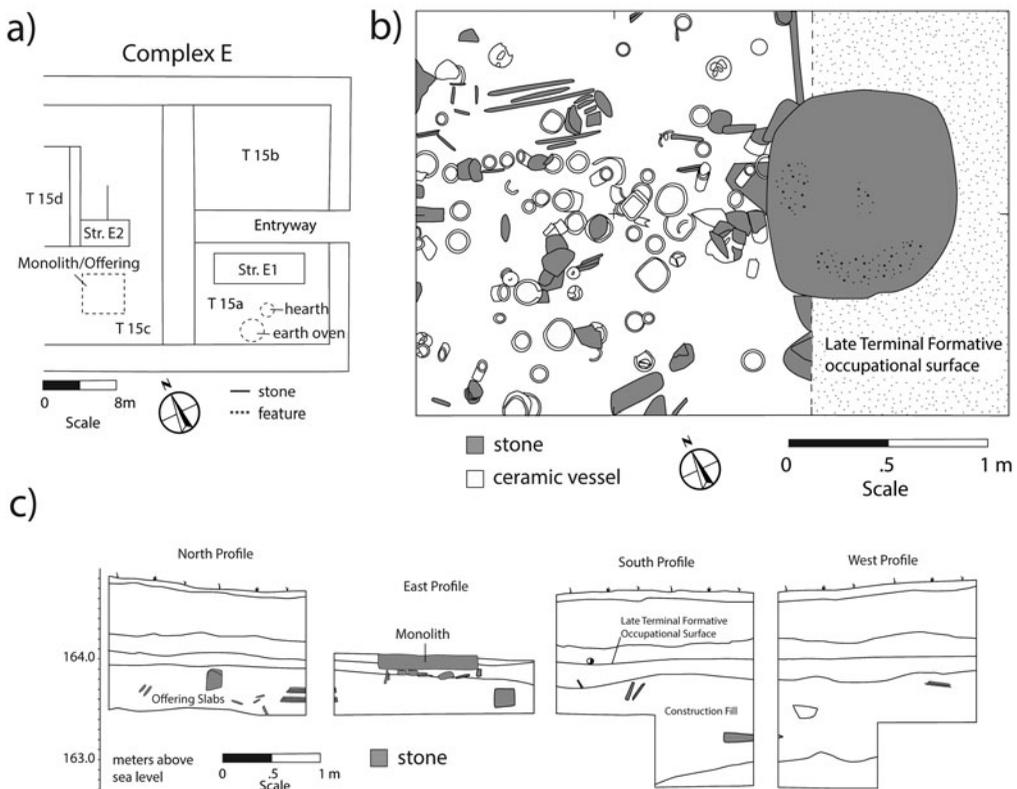 a)
Complex E
T 15b
T 15d
Str. E2
Entryway
Monolith/Offering
Str. E1
T 15a
hearth
T 15c
earth oven
0
8m
Scale
N
stone
feature
b)
Late Terminal Formative
occupational surface
stone
ceramic vessel
N
0
.5
1 m
Scale
c)
North Profile
East Profile
South Profile
West Profile
Monolith
Late Terminal Formative
Occupational Surface
164.0
Offering Slabs
Construction Fill
163.0
meters above
sea level
0
.5
1 m
Scale
stone